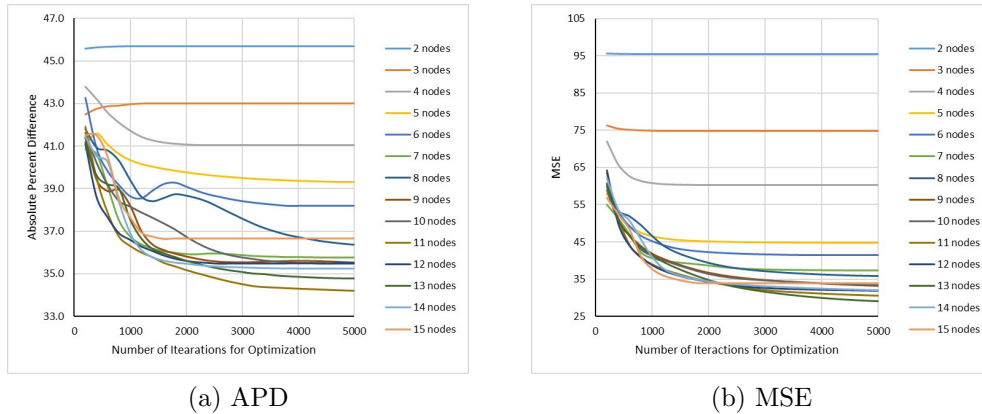 47.0
45.0
43.0
41.0
39.0
37.0
35.0
33.0
Absolute Percent Difference
0 1000 2000 3000 4000 5000
Number of Itearations for Optimization
2 nodes
3 nodes
4 nodes
5 nodes
6 nodes
7 nodes
8 nodes
9 nodes
10 nodes
11 nodes
12 nodes
13 nodes
14 nodes
15 nodes
(a) APD
105
95
85
75
65
55
45
35
25
MSE
0 1000 2000 3000 4000 5000
Number of Iteractions for Optimization
2 nodes
3 nodes
4 nodes
5 nodes
6 nodes
7 nodes
8 nodes
9 nodes
10 nodes
11 nodes
12 nodes
13 nodes
14 nodes
15 nodes
(b) MSE